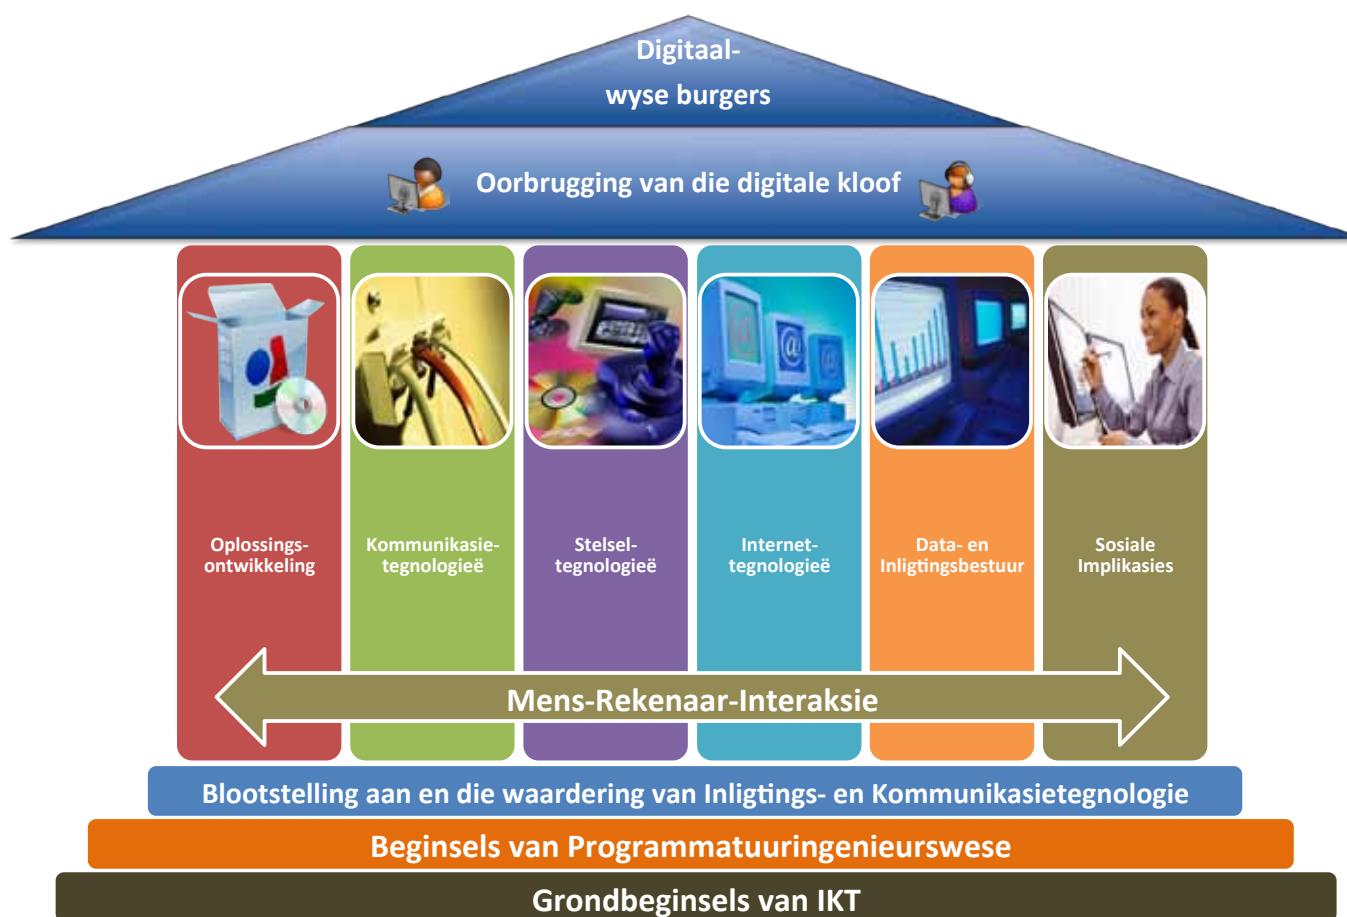 Digitaal-
wyse burgers
Oorbrugging van die digitale kloof
Oplossings-
ontwikkeling
Kommunikasie-
tegnologieë
Stelsel-
tegnologieë
Internet-
tegnologieë
Data- en
Inligtingsbestuur
Sosiale
Implikasies
Mens-Rekenaar-Interaksie
Blootstelling aan en die waardering van Inligtings- en Kommunikasietegnologie
Beginsels van Programmatuuringenieurswese
Grondbeginsels van IKT